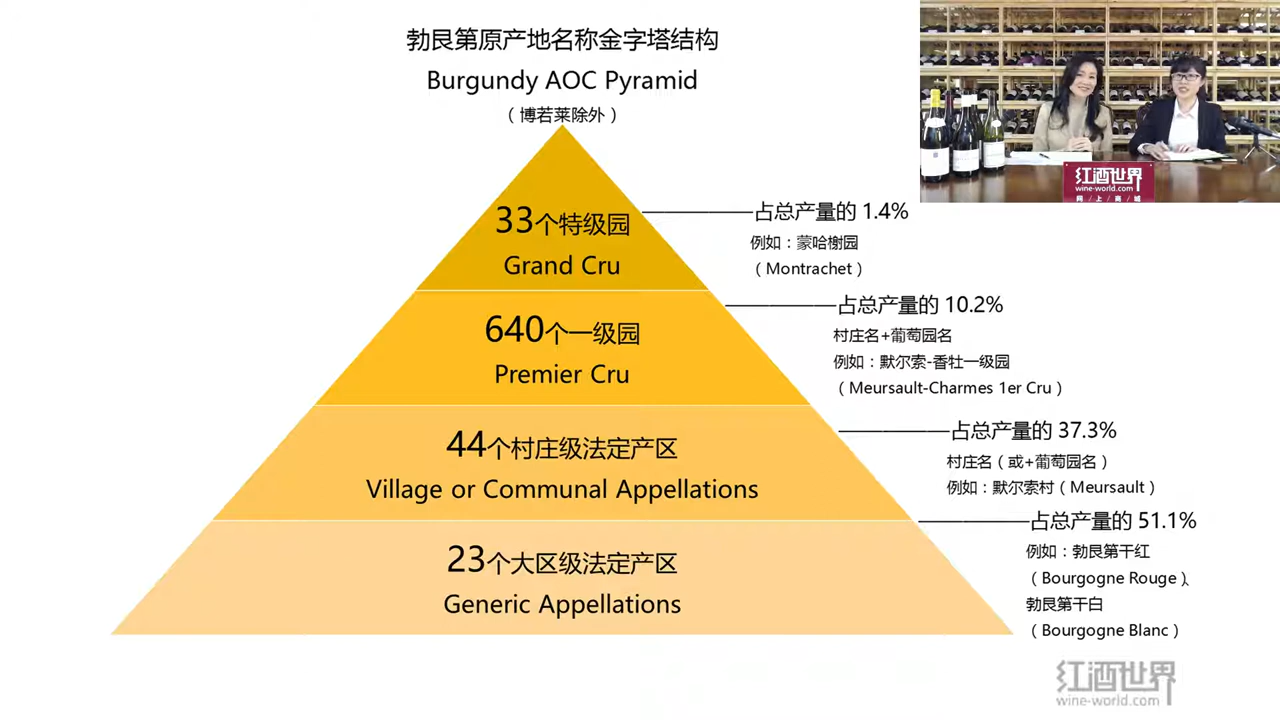 勃艮第原产地名称金字塔结构
Burgundy AOC Pyramid
（博若莱除外）
33个特级园
Grand Cru
占总产量的 1.4%
例如：蒙哈榭园
（Montrachet）
640个一级园
Premier Cru
占总产量的 10.2%
村庄名+葡萄园名
例如：默尔索-香牡一级园
（Meursault-Charmes 1er Cru）
44个村庄级法定产区
Village or Communal Appellations
占总产量的 37.3%
村庄名（或+葡萄园名）
例如：默尔索村（Meursault）
23个大区级法定产区
Generic Appellations
占总产量的 51.1%
例如：勃艮第干红
（Bourgogne Rouge）、
勃艮第干白
（Bourgogne Blanc）
红酒世界
wine-world.com
网/上/商/城
红酒世界
wine-world.com